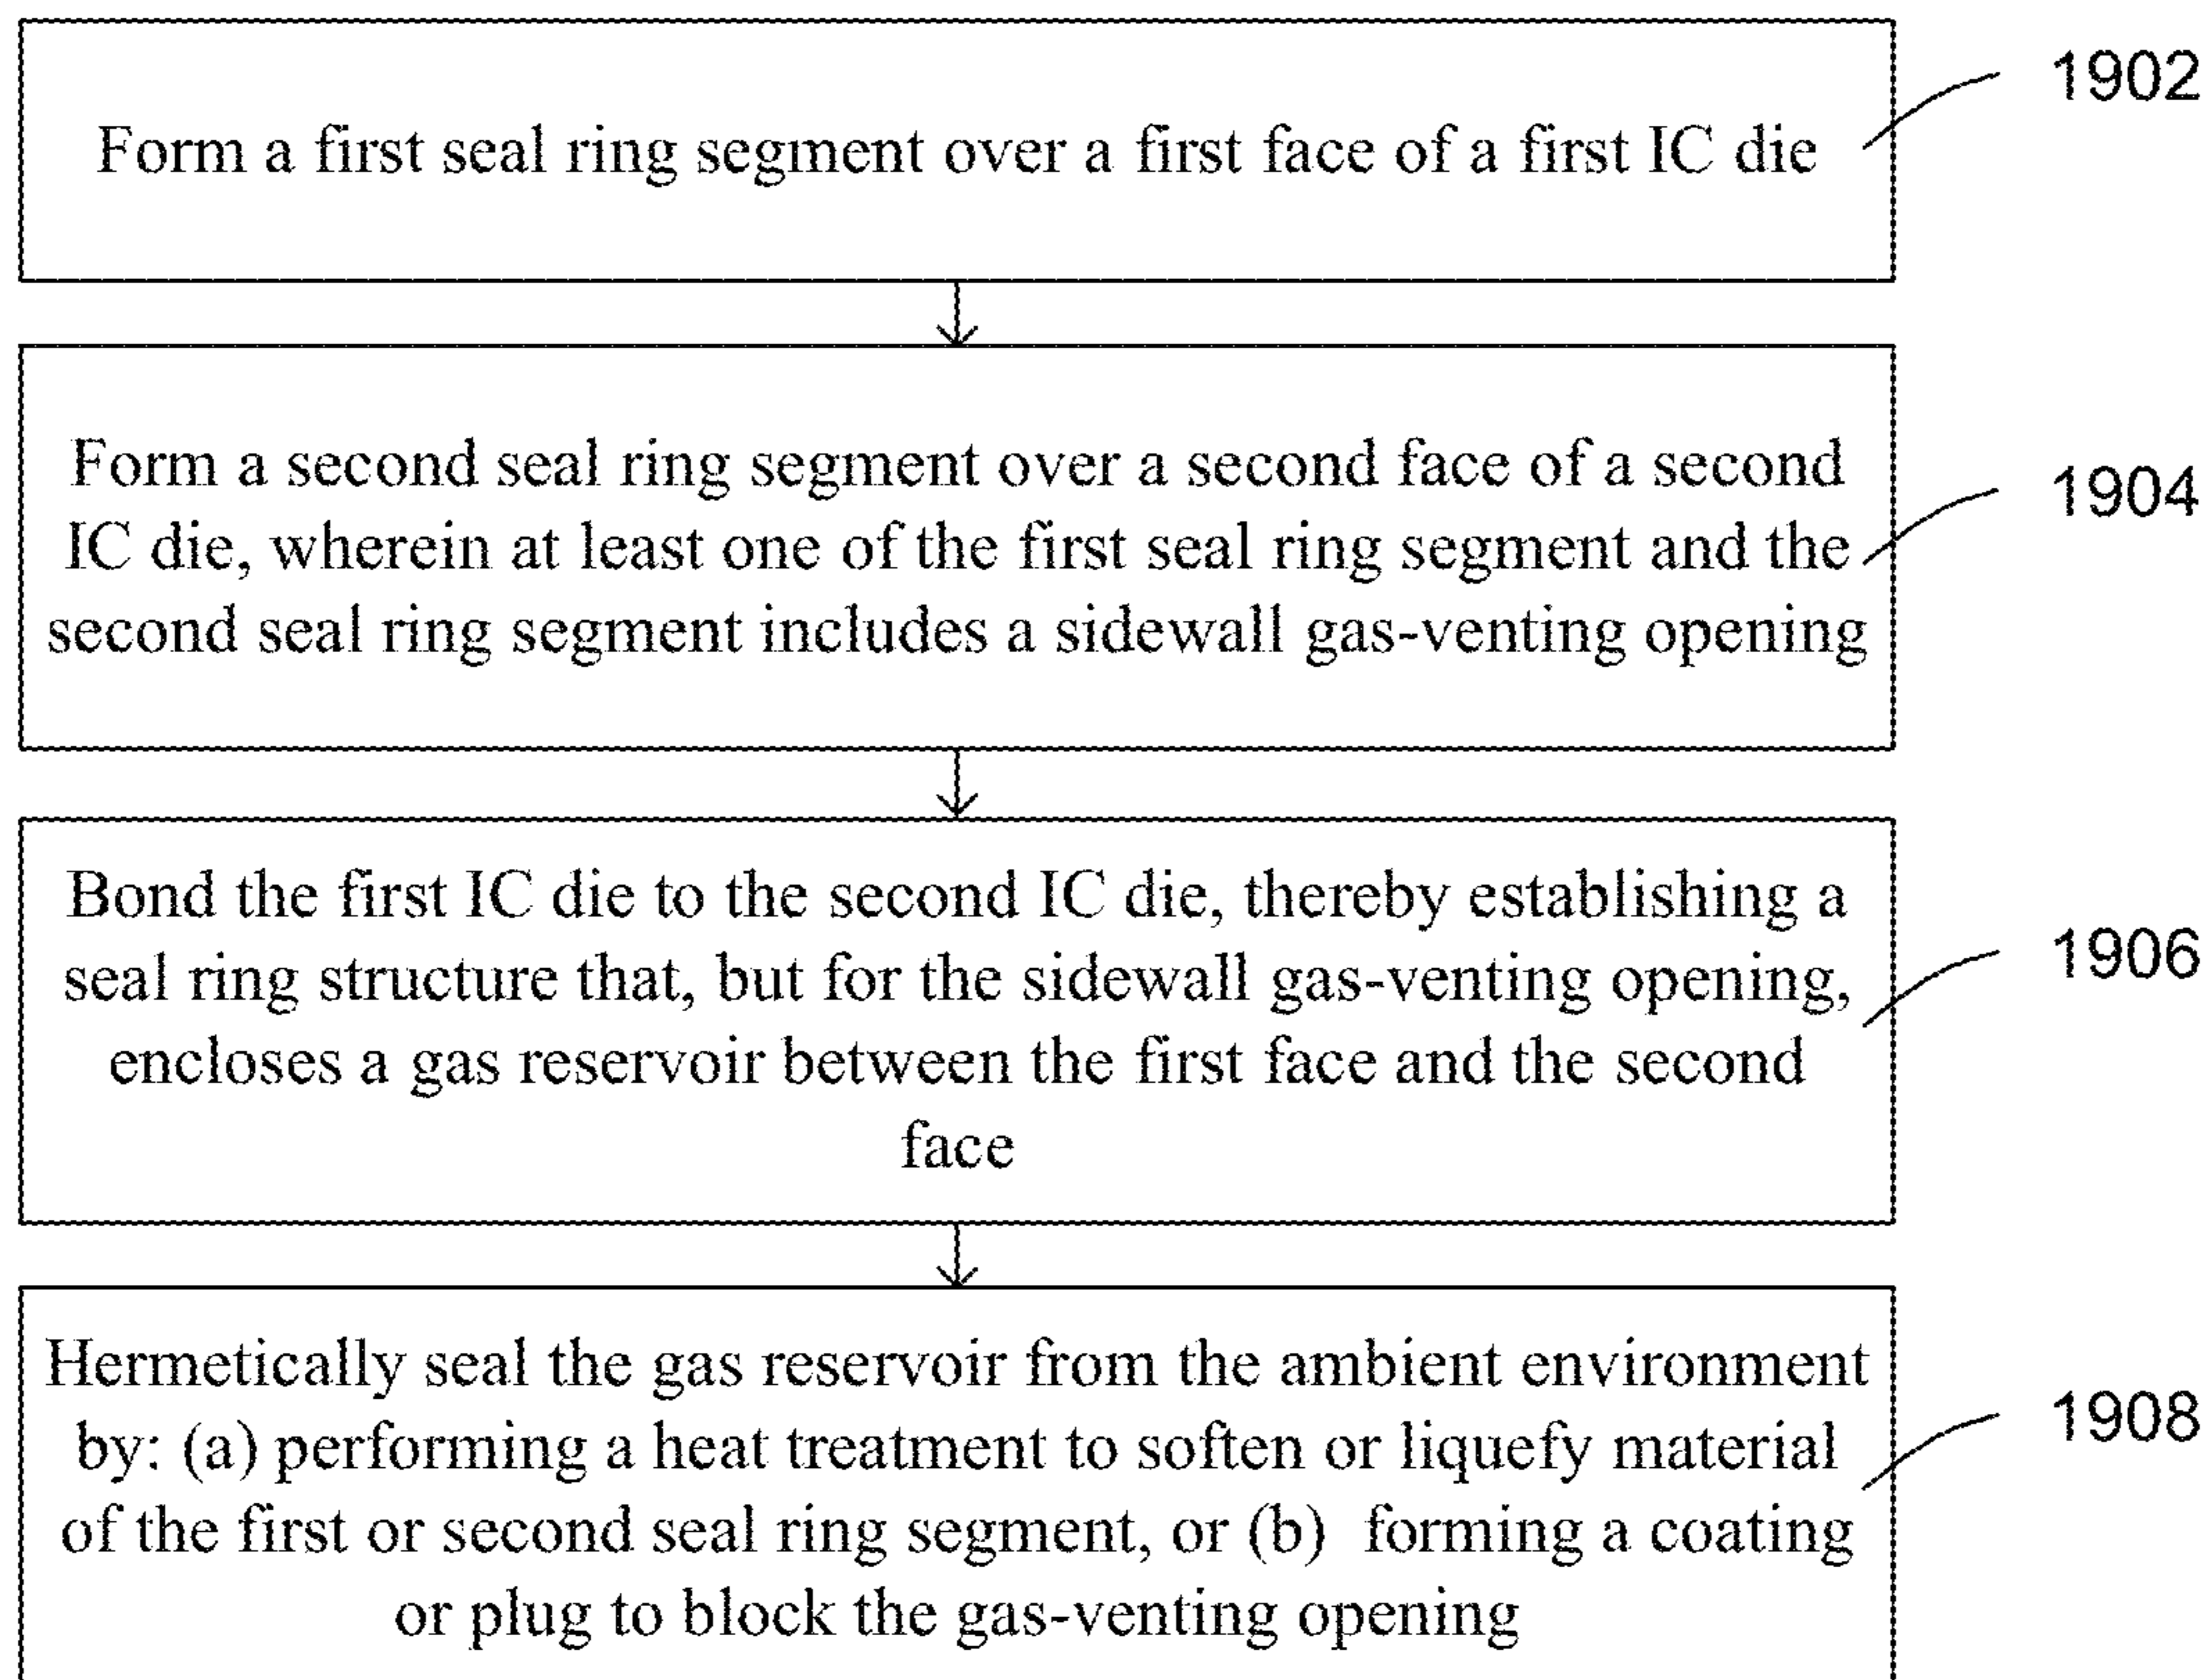 1902
Form a first seal ring segment over a first face of a first IC die
Form a second seal ring segment over a second face of a second
1904
IC die, wherein at least one of the first seal ring segment and the
second seal ring segment includes a sidewall gas-venting opening
Bond the first IC die to the second IC die, thereby establishing a
1906
seal ring structure that, but for the sidewall gas-venting opening,
encloses a gas reservoir between the first face and the second
face
Hermetically seal the gas reservoir from the ambient environment
1908
by: (a) performing a heat treatment to soften or liquefy material
of the first or second seal ring segment, or (b) forming a coating
or plug to block the gas-venting opening